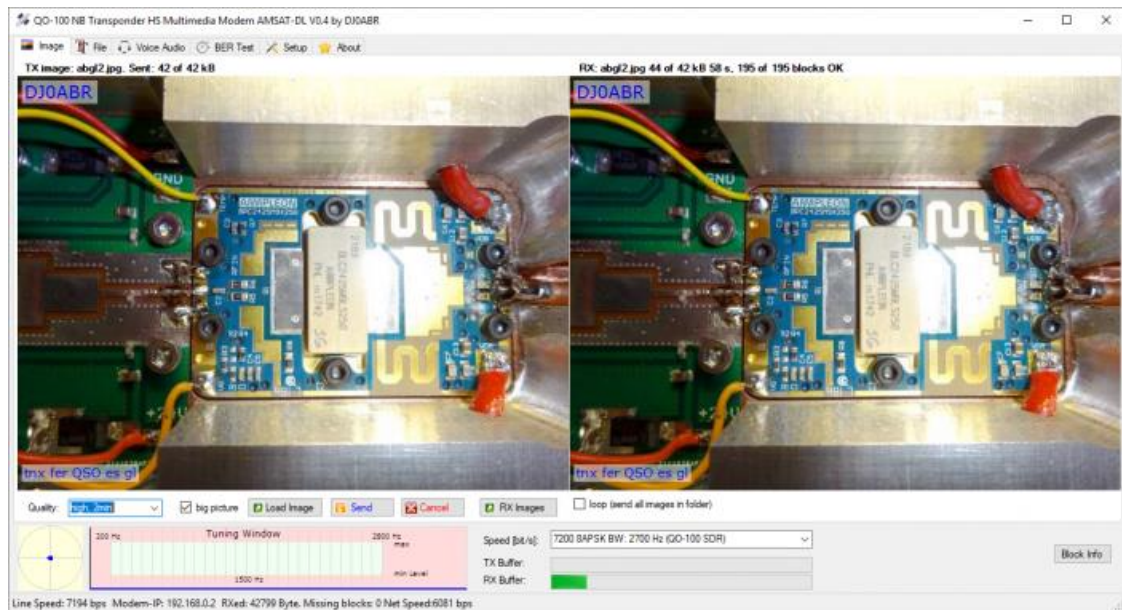 QO-100 NB Transponder HS Multimedia Modem AMSAT-DL V0.4 by DJ0ABR
Image File Voice Audio BER Test Setup About
TX image: abgl2.jpg. Sent: 42 of 42 kB
RX: abgl2.jpg 44 of 42 kB 58 s, 195 of 195 blocks OK
DJ0ABR
DJ0ABR
GND
AMPLEON
AMPLEON
tnx fer QSO es gl
tnx fer QSO es gl
Quality: high, 2min big picture Load Image Send Cancel RX Images loop (send all images in folder)
200 Hz Tuning Window 2800 Hz
max
1500 Hz
min Level
Speed [bit/s]: 7200 8APSK BW: 2700 Hz (QO-100 SDR)
TX Buffer:
RX Buffer:
Block Info
Line Speed: 7194 bps Modem-IP: 192.168.0.2 RXed: 42799 Byte. Missing blocks: 0 Net Speed:6081 bps